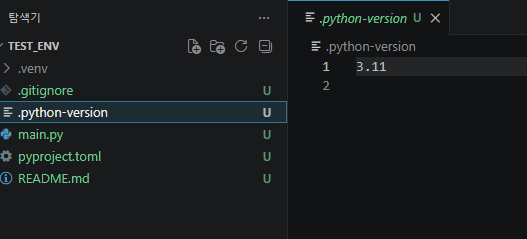 탐색기
TEST_ENV
.venv
.gitignore U
.python-version U
main.py U
pyproject.toml U
README.md U
.python-version U
.python-version
1 3.11
2